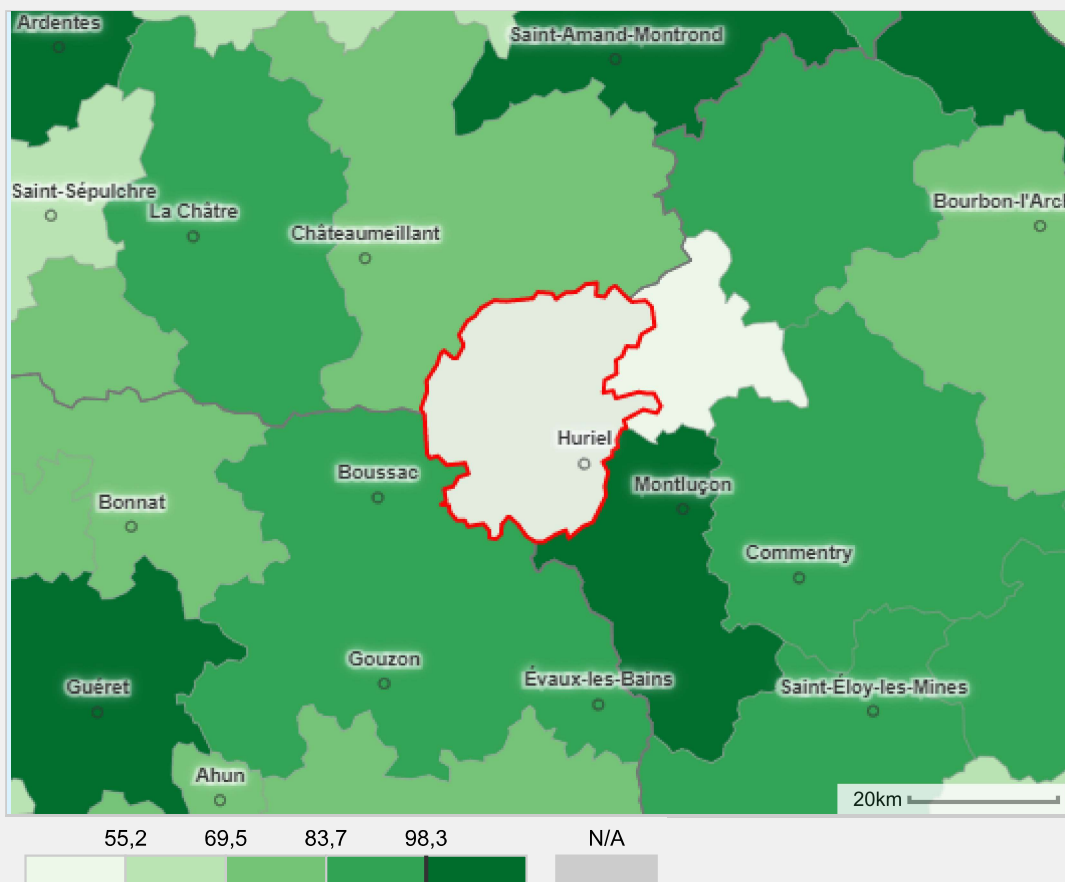 Ardentes
Saint-Amand-Montrond
Saint-Sépulchre
La Châtre
Bourbon-l'Arcl
Châteaumeillant
Huriel
Boussac
Montluçon
Bonnat
Commentry
Gouzon
Évaux-les-Bains
Guéret
Saint-Éloy-les-Mines
Ahun
20km
55,2 69,5 83,7 98,3 N/A